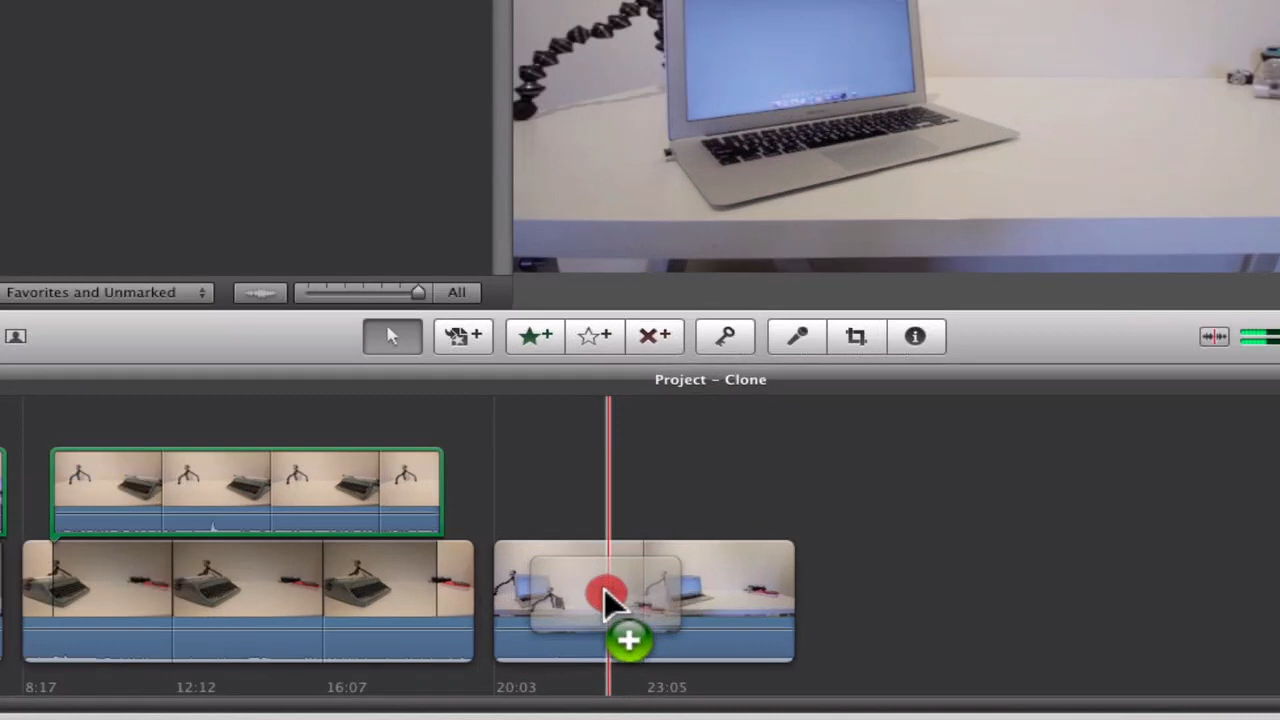 Favorites and Unmarked
All
Project – Clone
8:17
12:12
16:07
20:03
23:05